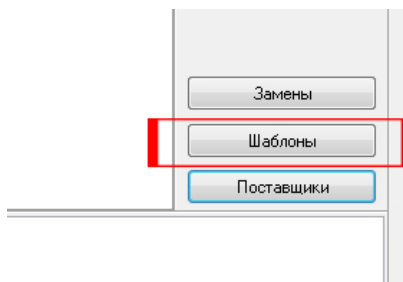 Замены
Шаблоны
Поставщики